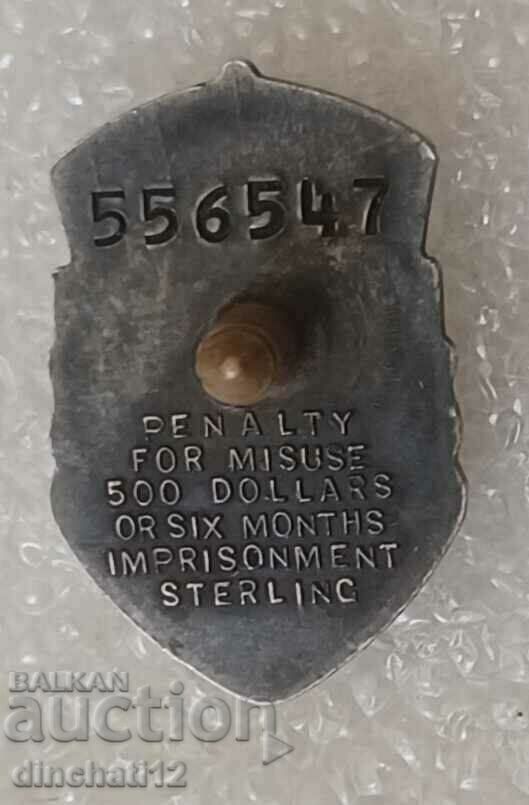 556547
PENALTY
FOR MISUSE
500 DOLLARS
OR SIX MONTHS
IMPRISONMENT
STERLING
BALKAN
auction
dinchati12